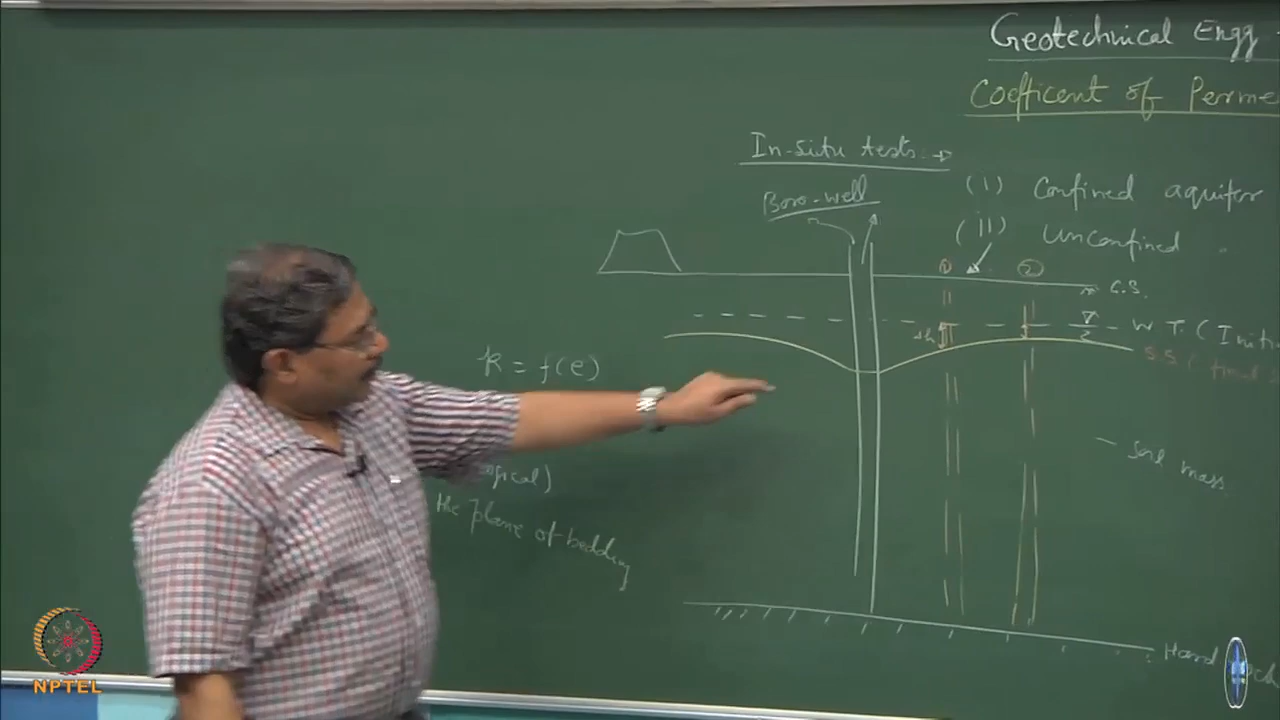 Geotechnical Engg
Coefficent of Perme
In-situ tests →
(i) Confined aquifer
(ii) Unconfined
Boro-well
① ②
G.S.
W.T. (Initi
Δh
S.S (
k = f(e)
gical)
the plane of bedding
soil mass
Hard
NPTEL